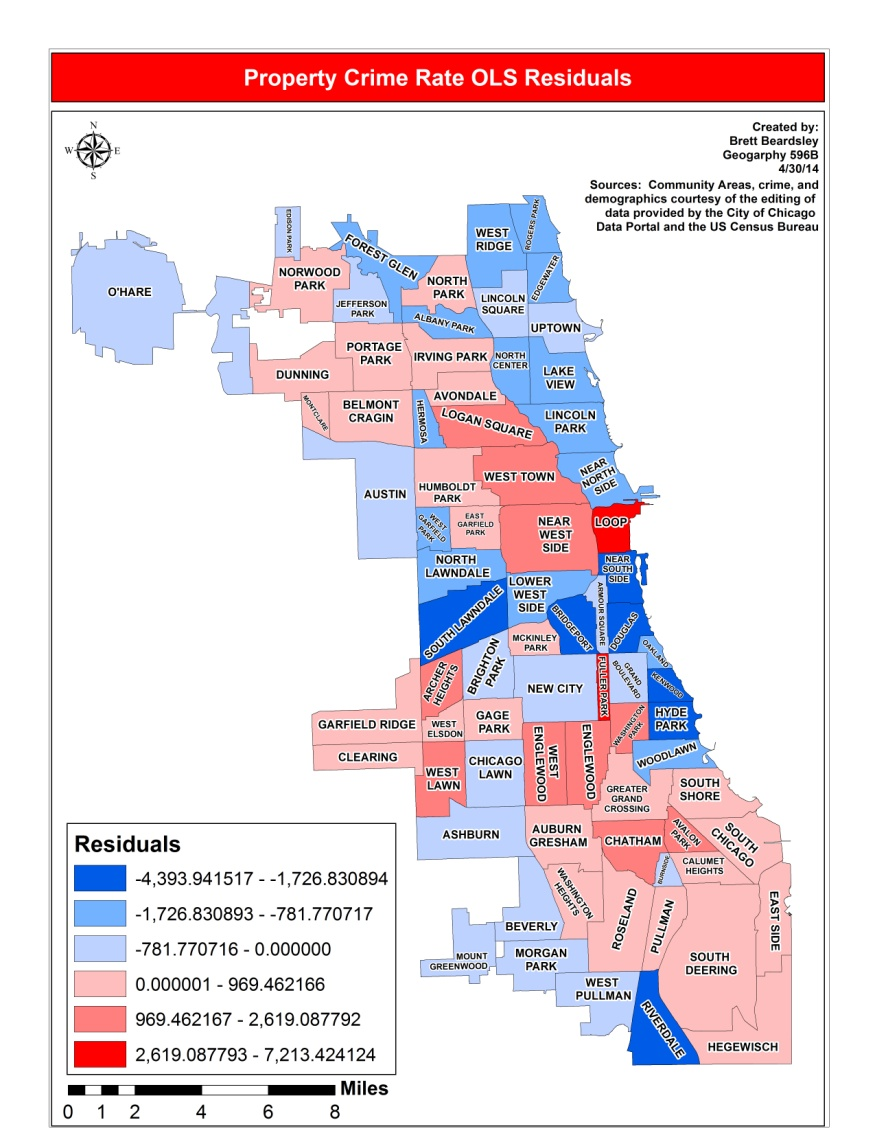 Property Crime Rate OLS Residuals
N
W
E
S
Created by:
Brett Beardsley
Geogarphy 596B
4/30/14
Sources: Community Areas, crime, and
demographics courtesy of the editing of
data provided by the City of Chicago
Data Portal and the US Census Bureau
EDISON PARK
ROGERS PARK
WEST
RIDGE
FOREST GLEN
O'HARE
NORWOOD
PARK
NORTH
PARK
EDGEWATER
JEFFERSON
PARK
LINCOLN
SQUARE
ALBANY PARK
UPTOWN
PORTAGE
PARK
IRVING PARK
NORTH
CENTER
LAKE
VIEW
DUNNING
AVONDALE
MONTCLARE
BELMONT
CRAGIN
HERMOSA
LOGAN SQUARE
LINCOLN
PARK
AUSTIN
HUMBOLDT
PARK
WEST TOWN
NEAR
NORTH
SIDE
WEST
GARFIELD
PARK
EAST
GARFIELD
PARK
NEAR
WEST
SIDE
LOOP
NORTH
LAWNDALE
NEAR
SOUTH
SIDE
LOWER
WEST
SIDE
SOUTH LAWNDALE
BRIDGEPORT
ARMOUR SQUARE
DOUGLAS
MCKINLEY
PARK
OAKLAND
ARCHER
HEIGHTS
BRIGHTON
PARK
NEW CITY
FULLER PARK
GRAND
BOULEVARD
KENWOOD
GARFIELD RIDGE
WEST
ELSDON
GAGE
PARK
WASHINGTON
PARK
HYDE
PARK
CLEARING
WEST
LAWN
CHICAGO
LAWN
WEST
ENGLEWOOD
ENGLEWOOD
WOODLAWN
GREATER
GRAND
CROSSING
SOUTH
SHORE
ASHBURN
AUBURN
GRESHAM
CHATHAM
AVALON
PARK
SOUTH
CHICAGO
BURNSIDE
CALUMET
HEIGHTS
WASHINGTON
HEIGHTS
ROSELAND
PULLMAN
EAST SIDE
BEVERLY
MOUNT
GREENWOOD
MORGAN
PARK
SOUTH
DEERING
WEST
PULLMAN
RIVERDALE
HEGEWISCH
Residuals
-4,393.941517 - -1,726.830894
-1,726.830893 - -781.770717
-781.770716 - 0.000000
0.000001 - 969.462166
969.462167 - 2,619.087792
2,619.087793 - 7,213.424124
Miles
0 1 2 4 6 8